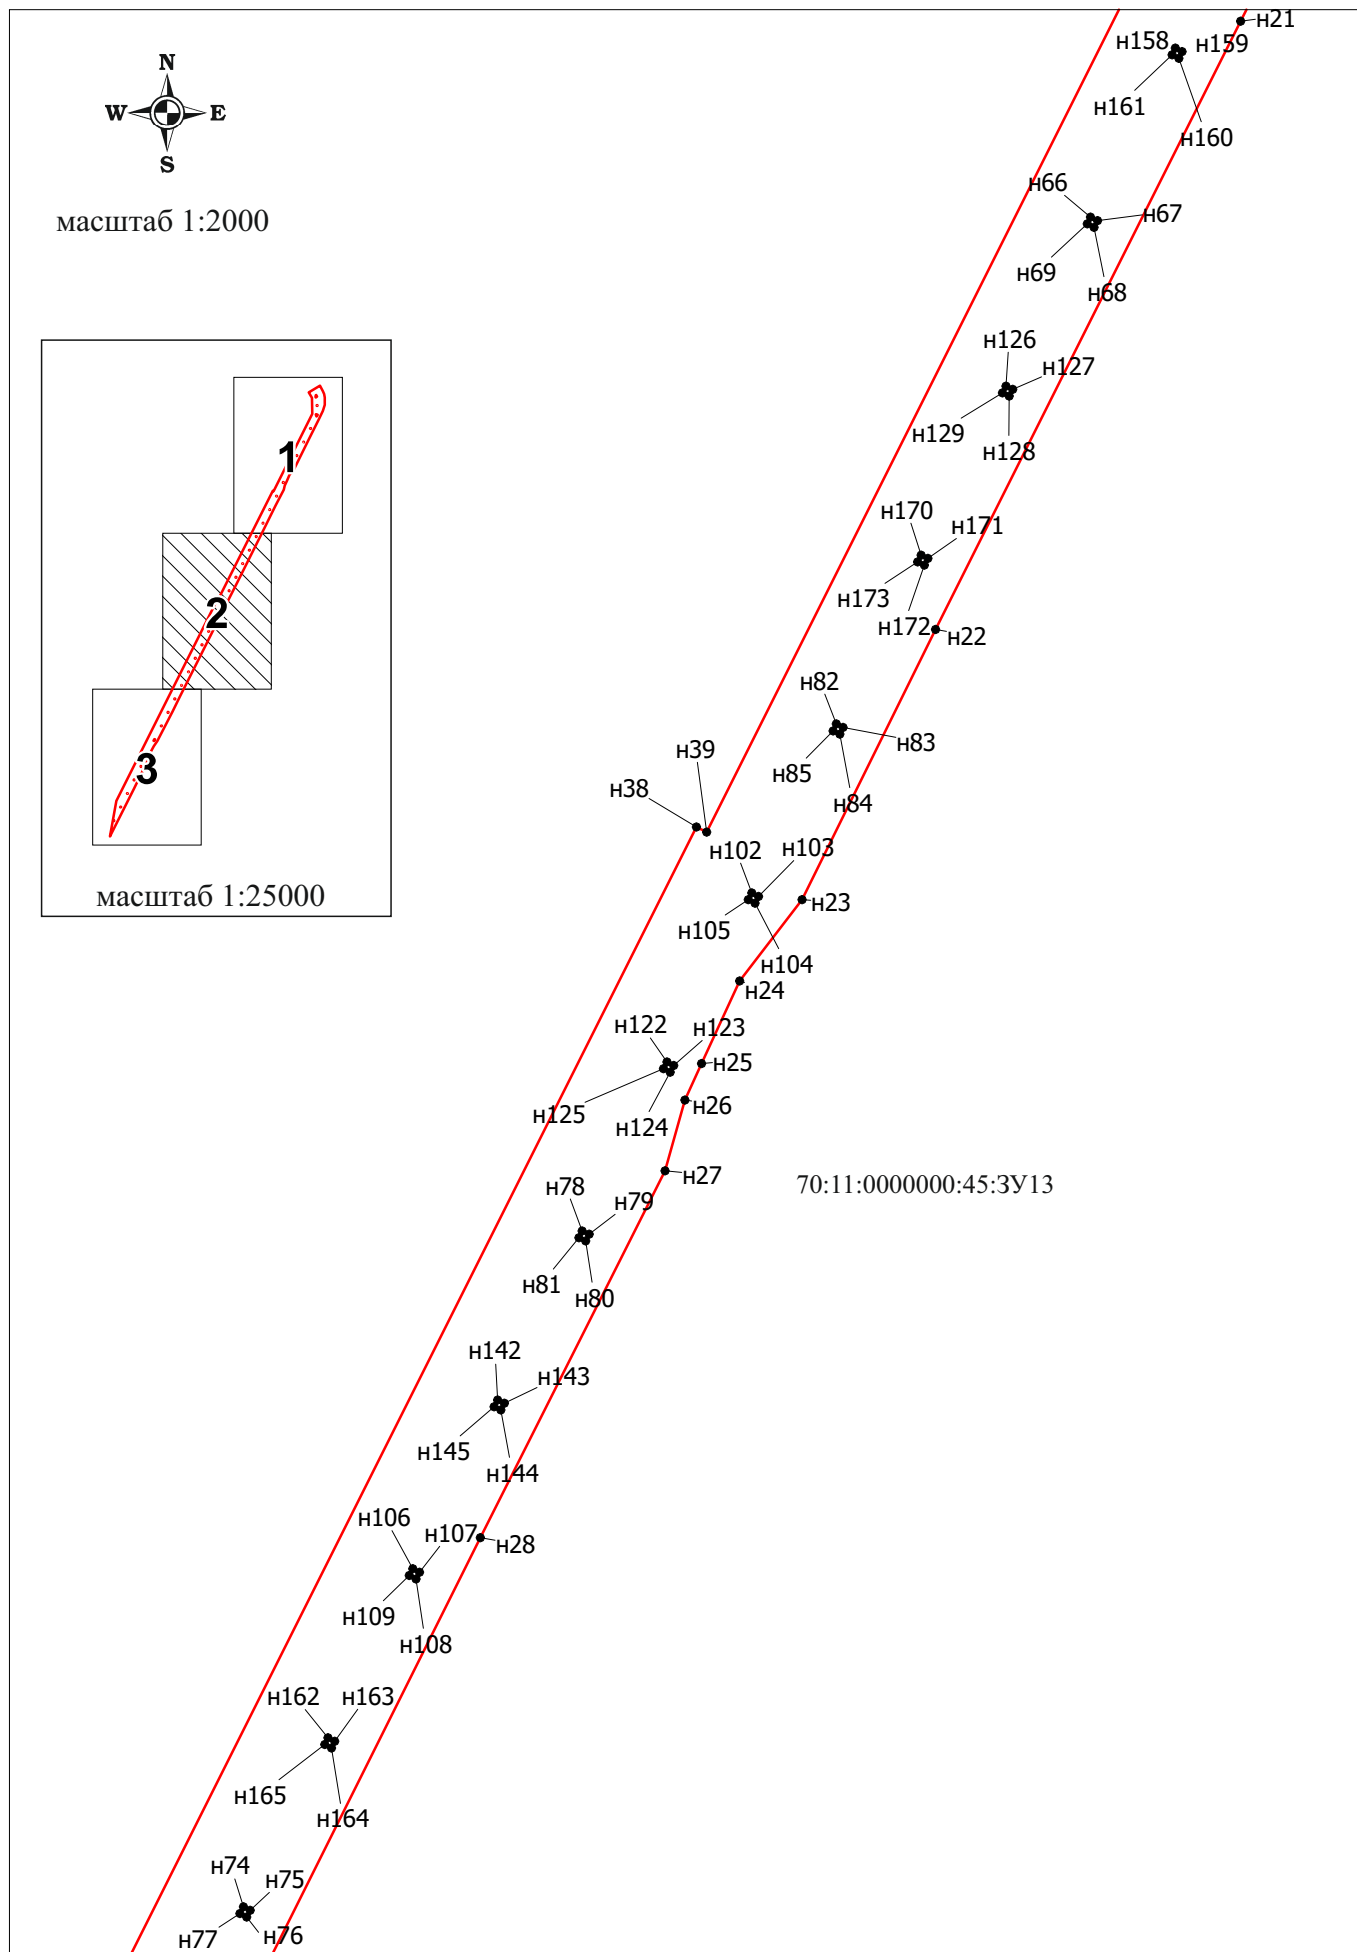 н21
н158
н159
N
н161
W
E
н160
S
н66
масштаб 1:2000
н67
н69
н68
н126
н127
н129
1
н128
н170
н171
н173
2
н172
н22
н82
н83
н39
н85
3
н38
н84
н102
н103
масштаб 1:25000
н23
н105
н104
н24
н122
н123
н25
н26
н125
н124
н27
70:11:0000000:45:ЗУ13
н78
н79
н81
н80
н142
н143
н145
н144
н106
н107
н28
н109
н108
н162
н163
н165
н164
н74
н75
н77
н76